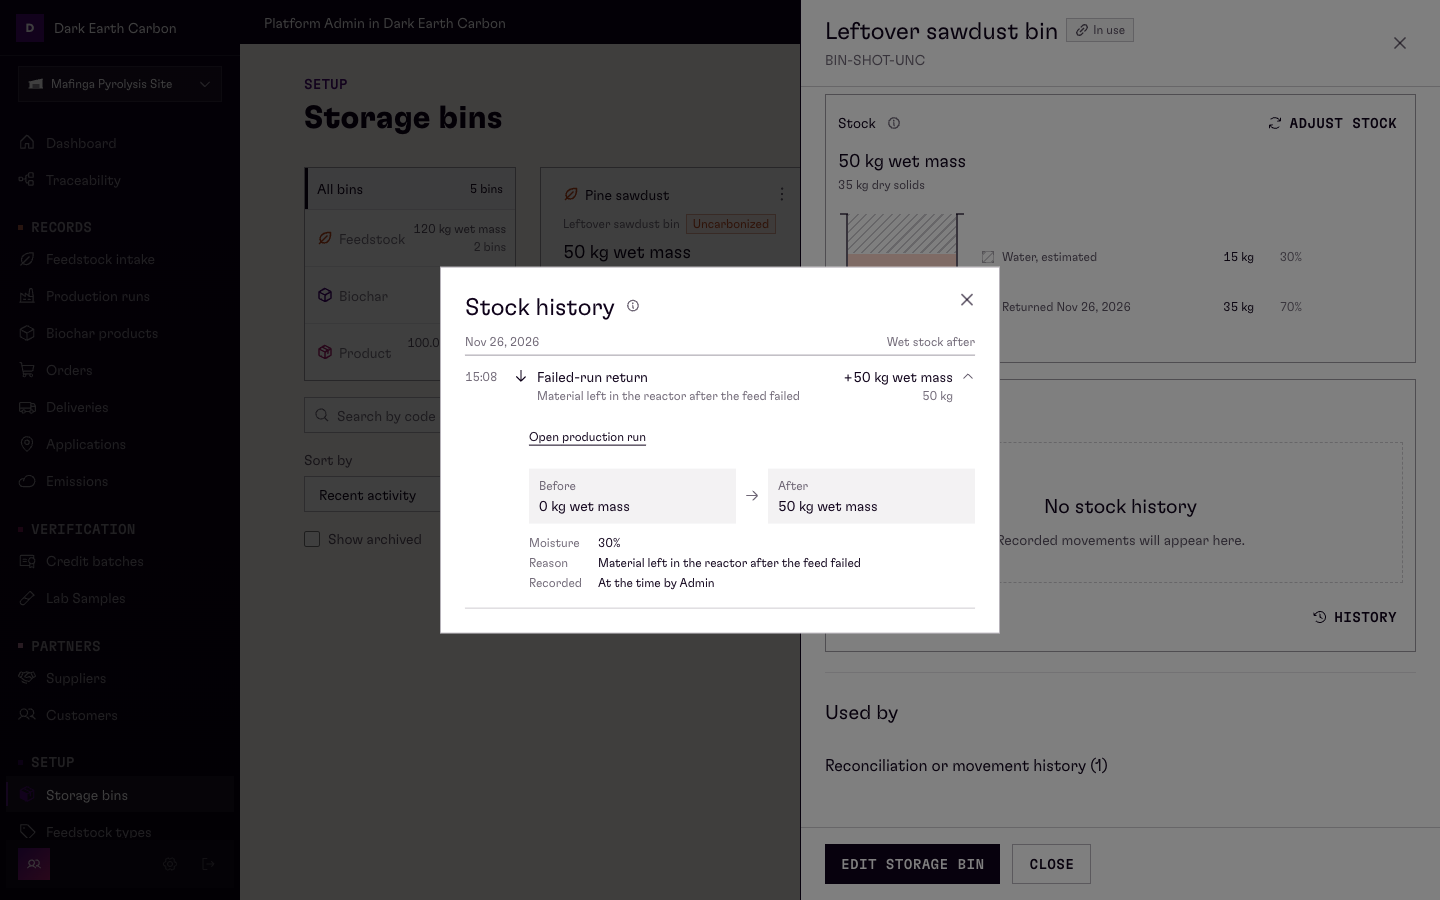 D
Dark Earth Carbon
Platform Admin in Dark Earth Carbon
Mafinga Pyrolysis Site
Dashboard
Traceability
RECORDS
Feedstock intake
Production runs
Biochar products
Orders
Deliveries
Applications
Emissions
VERIFICATION
Credit batches
Lab Samples
PARTNERS
Suppliers
Customers
SETUP
Storage bins
Feedstock types
SETUP
Storage bins
All bins
5 bins
Feedstock
120 kg wet mass
2 bins
Biochar
Product
100.0
Search by code
Sort by
Recent activity
Show archived
Pine sawdust
Leftover sawdust bin
Uncarbonized
50 kg wet mass
Leftover sawdust bin
In use
BIN-SHOT-UNC
Stock
ADJUST STOCK
50 kg wet mass
35 kg dry solids
Water, estimated 15 kg 30%
Returned Nov 26, 2026 35 kg 70%
No stock history
Recorded movements will appear here.
HISTORY
Used by
Reconciliation or movement history (1)
EDIT STORAGE BIN
CLOSE
Stock history
Nov 26, 2026
Wet stock after
15:08
Failed-run return
+50 kg wet mass
Material left in the reactor after the feed failed
50 kg
Open production run
Before
0 kg wet mass
After
50 kg wet mass
Moisture 30%
Reason Material left in the reactor after the feed failed
Recorded At the time by Admin